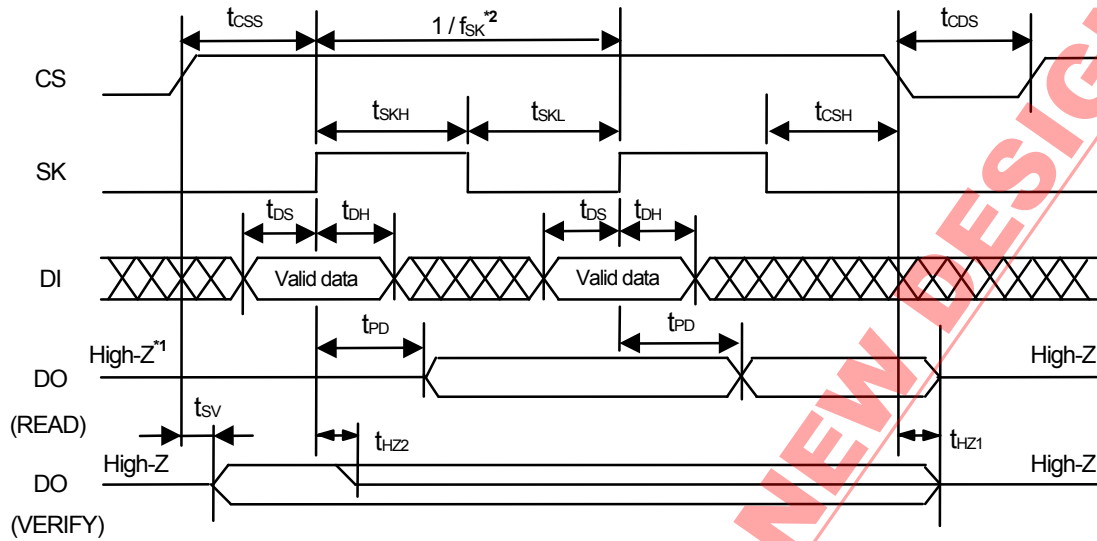 tCSS
1 / fSK*2
tCDS
CS
tSKH
tSKL
tCSH
SK
tDS
tDH
tDS
tDH
DI
Valid data
Valid data
tPD
tPD
High-Z*1
High-Z
DO
(READ)
tSV
tHZ2
tHZ1
High-Z
High-Z
DO
(VERIFY)
NEW DESIG